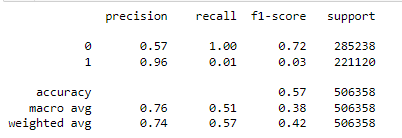 precision recall f1-score support
0 0.57 1.00 0.72 285238
1 0.96 0.01 0.03 221120
accuracy 0.57 506358
macro avg 0.76 0.51 0.38 506358
weighted avg 0.74 0.57 0.42 506358